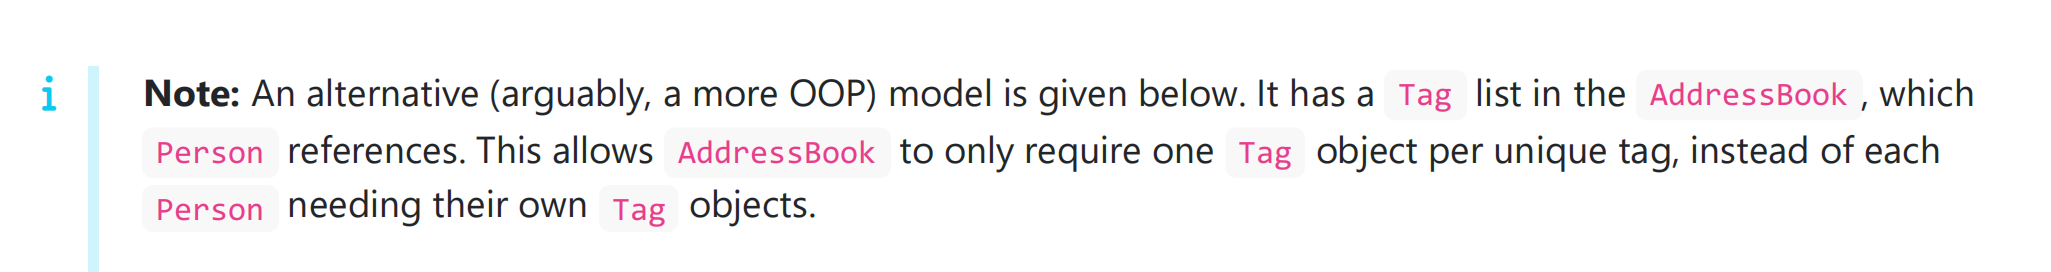 Note: An alternative (arguably, a more OOP) model is given below. It has a Tag list in the AddressBook, which
Person references. This allows AddressBook to only require one Tag object per unique tag, instead of each
Person needing their own Tag objects.